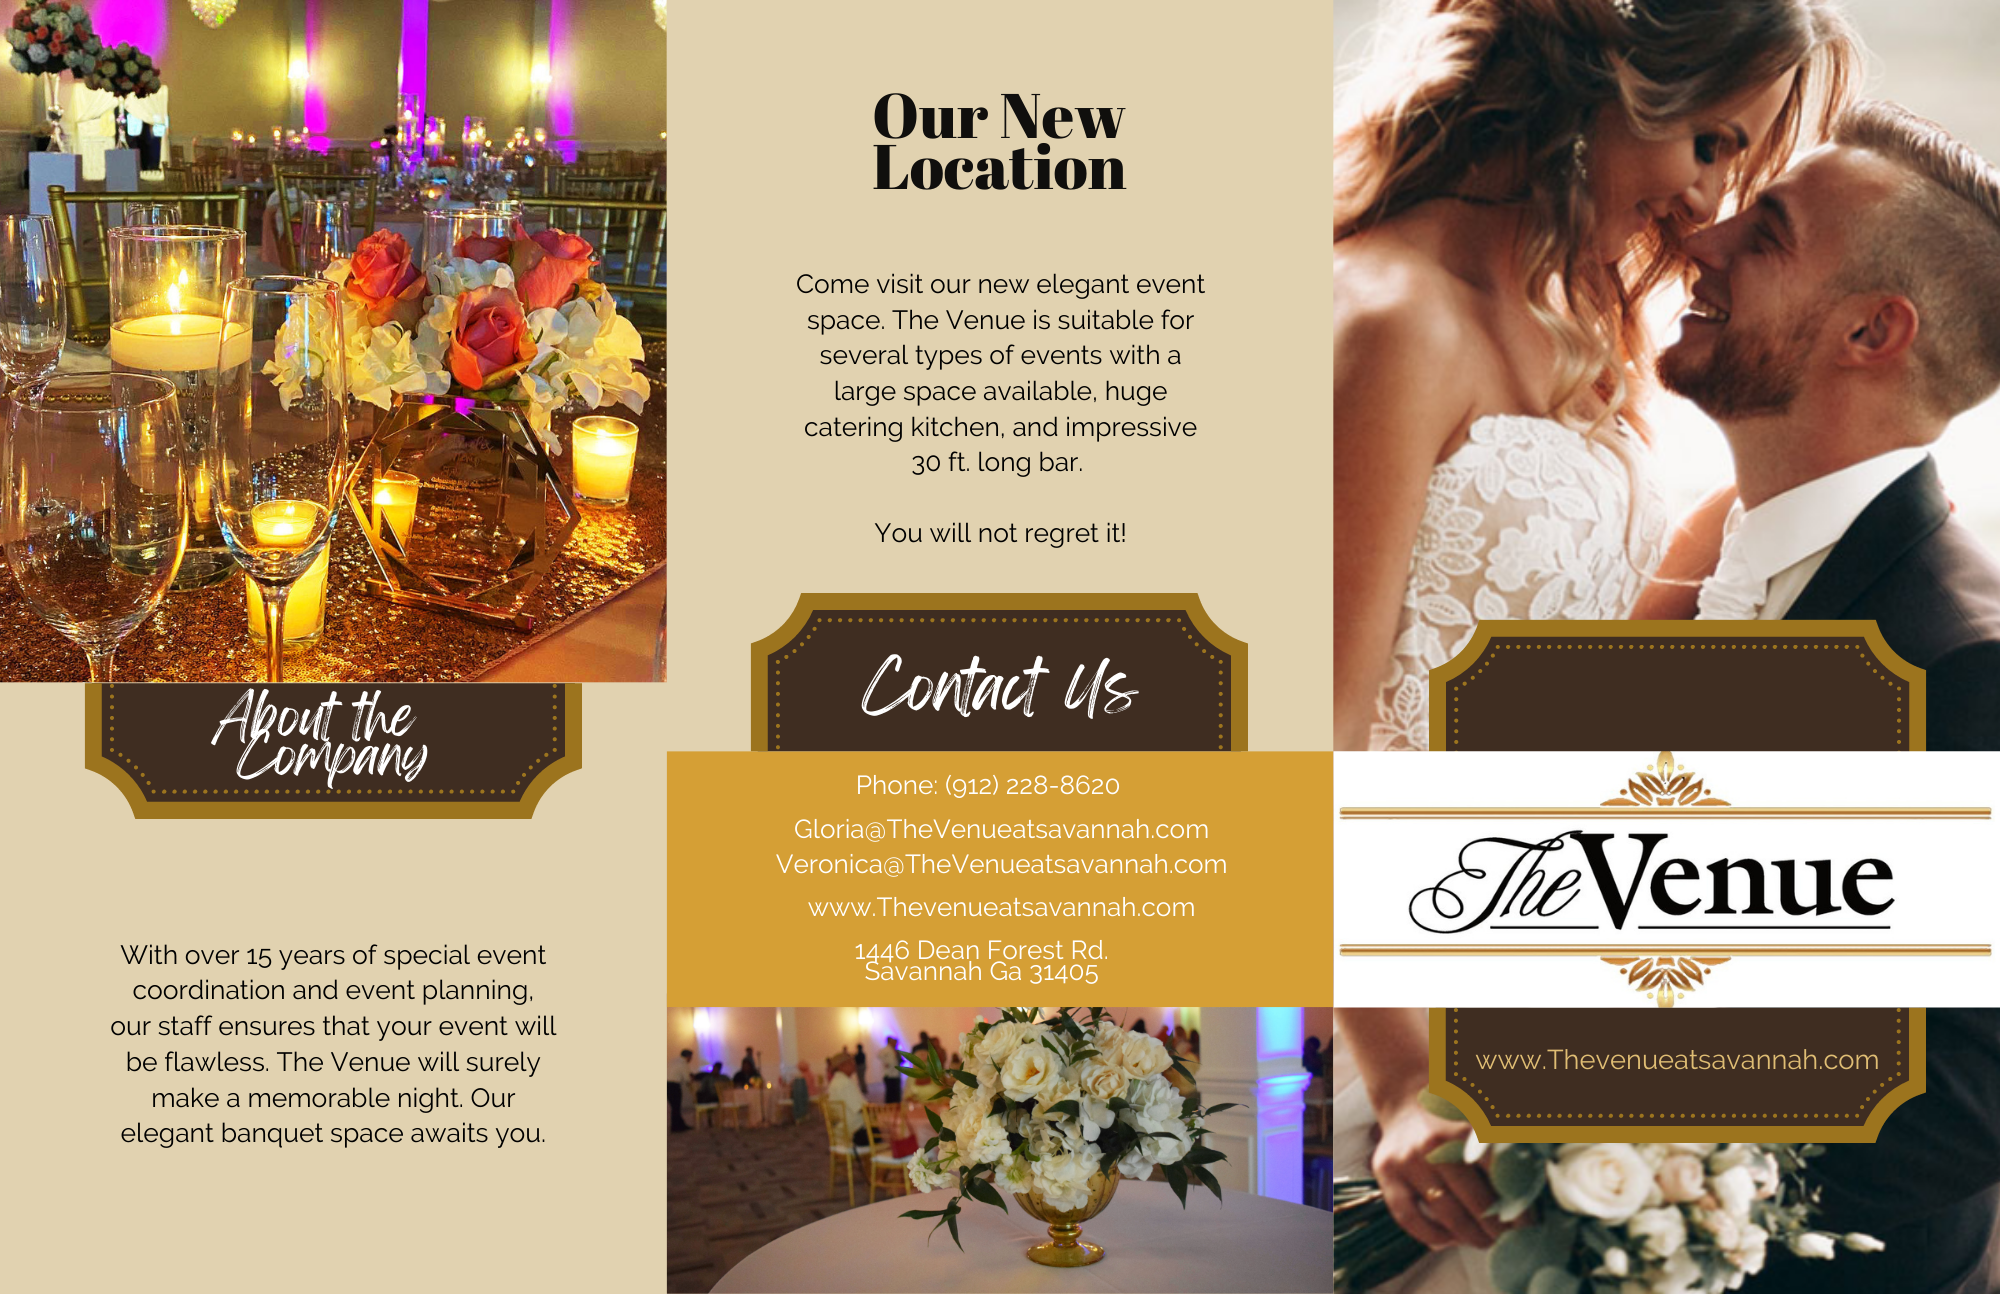 About the
Company
With over 15 years of special event
coordination and event planning,
our staff ensures that your event will
be flawless. The Venue will surely
make a memorable night. Our
elegant banquet space awaits you.
Our New
Location
Come visit our new elegant event
space. The Venue is suitable for
several types of events with a
large space available, huge
catering kitchen, and impressive
30 ft. long bar.
You will not regret it!
Contact Us
Phone: (912) 228-8620
Gloria@TheVenueatsavannah.com
Veronica@TheVenueatsavannah.com
www.Thevenueatsavannah.com
1446 Dean Forest Rd.
Savannah Ga 31405
The Venue
www.Thevenueatsavannah.com